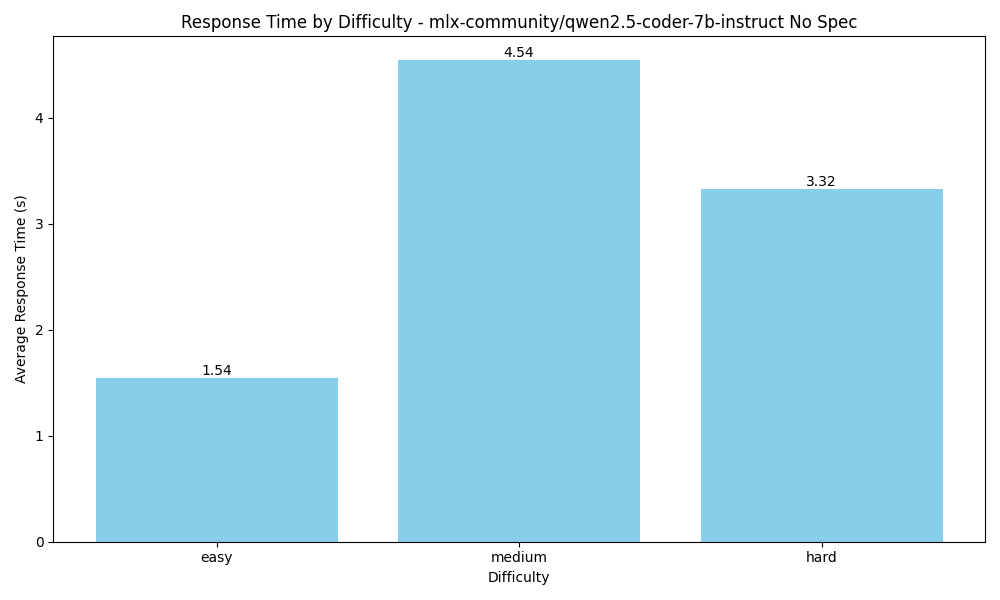 Response Time by Difficulty - mlx-community/qwen2.5-coder-7b-instruct No Spec
4.54
4
3.32
3
Average Response Time (s)
2
1.54
1
0
easy
medium
hard
Difficulty